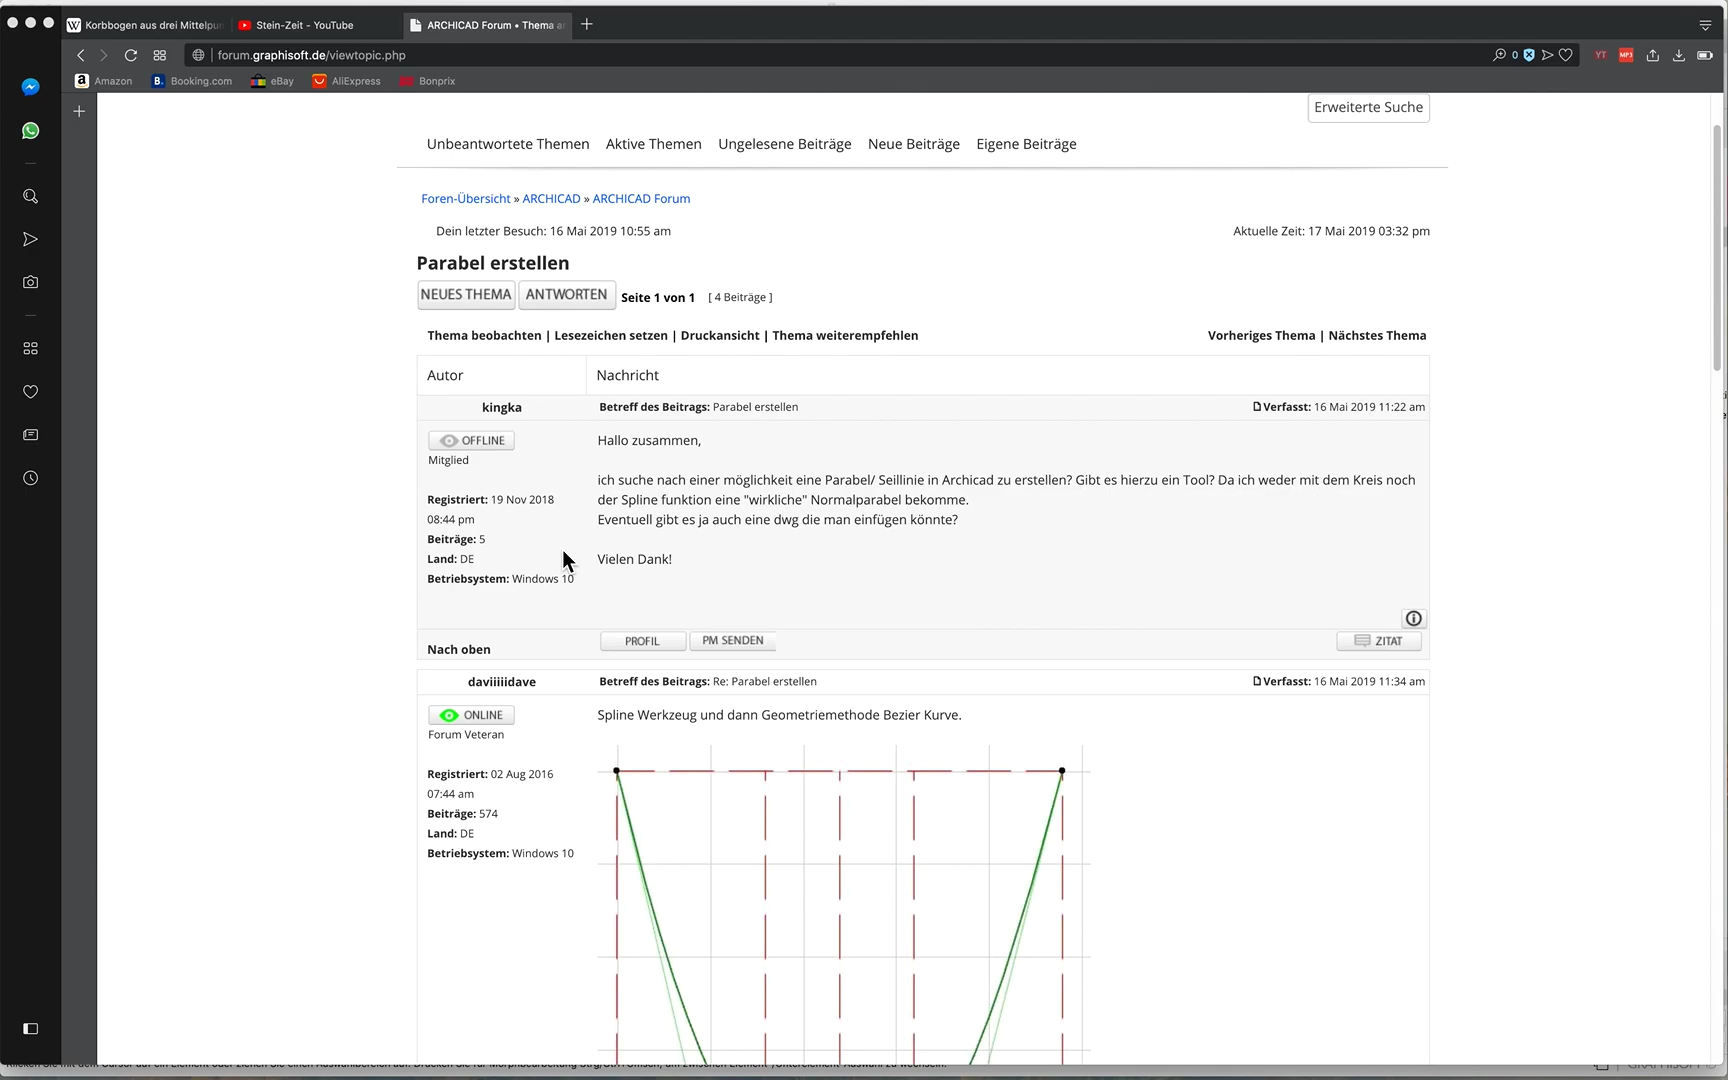 Korbbogen aus drei Mittelpu
Stein-Zeit - YouTube
ARCHICAD Forum • Thema a
forum.graphisoft.de/viewtopic.php
0
YT
MP3
Amazon
Booking.com
eBay
AliExpress
Bonprix
Erweiterte Suche
Unbeantwortete Themen Aktive Themen Ungelesene Beiträge Neue Beiträge Eigene Beiträge
Foren-Übersicht » ARCHICAD » ARCHICAD Forum
Dein letzter Besuch: 16 Mai 2019 10:55 am
Aktuelle Zeit: 17 Mai 2019 03:32 pm
Parabel erstellen
NEUES THEMA ANTWORTEN Seite 1 von 1 [ 4 Beiträge ]
Thema beobachten | Lesezeichen setzen | Druckansicht | Thema weiterempfehlen
Vorheriges Thema | Nächstes Thema
Autor
Nachricht
kingka
Betreff des Beitrags: Parabel erstellen
Verfasst: 16 Mai 2019 11:22 am
OFFLINE
Mitglied
Registriert: 19 Nov 2018
08:44 pm
Beiträge: 5
Land: DE
Betriebsystem: Windows 10
Hallo zusammen,
ich suche nach einer möglichkeit eine Parabel/ Seillinie in Archicad zu erstellen? Gibt es hierzu ein Tool? Da ich weder mit dem Kreis noch
der Spline funktion eine "wirkliche" Normalparabel bekomme.
Eventuell gibt es ja auch eine dwg die man einfügen könnte?
Vielen Dank!
Nach oben
PROFIL
PM SENDEN
ZITAT
daviiiiidave
Betreff des Beitrags: Re: Parabel erstellen
Verfasst: 16 Mai 2019 11:34 am
ONLINE
Forum Veteran
Registriert: 02 Aug 2016
07:44 am
Beiträge: 574
Land: DE
Betriebsystem: Windows 10
Spline Werkzeug und dann Geometriemethode Bezier Kurve.